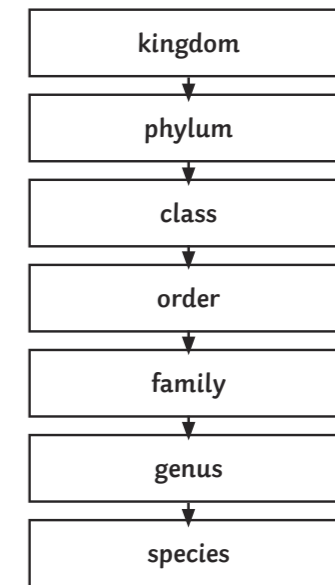 kingdom
phylum
class
order
family
genus
species